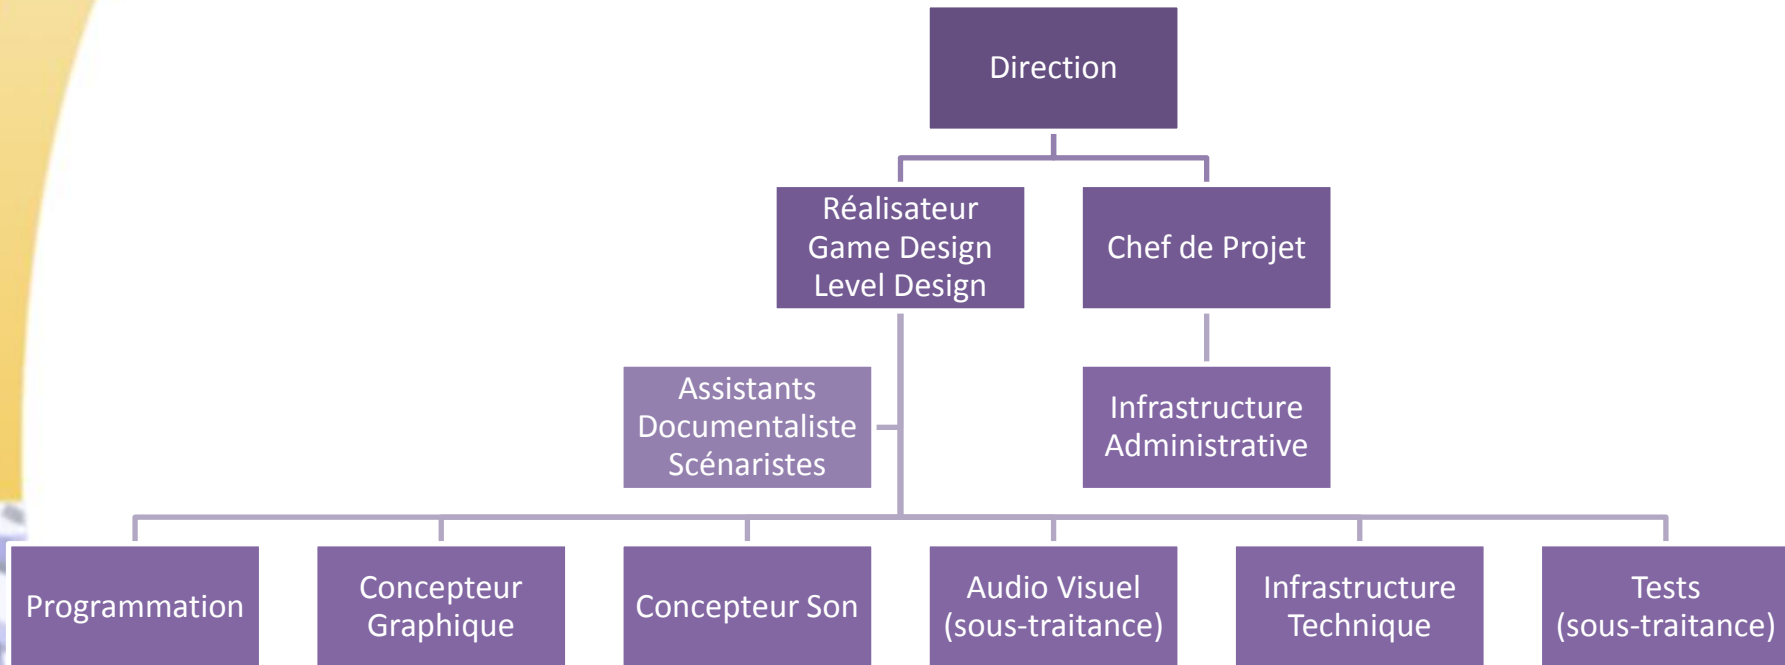 Direction
Réalisateur
Game Design
Level Design
Chef de Projet
Assistants
Documentaliste
Scénaristes
Infrastructure
Administrative
Programmation
Concepteur
Graphique
Concepteur Son
Audio Visuel
(sous-traitance)
Infrastructure
Technique
Tests
(sous-traitance)